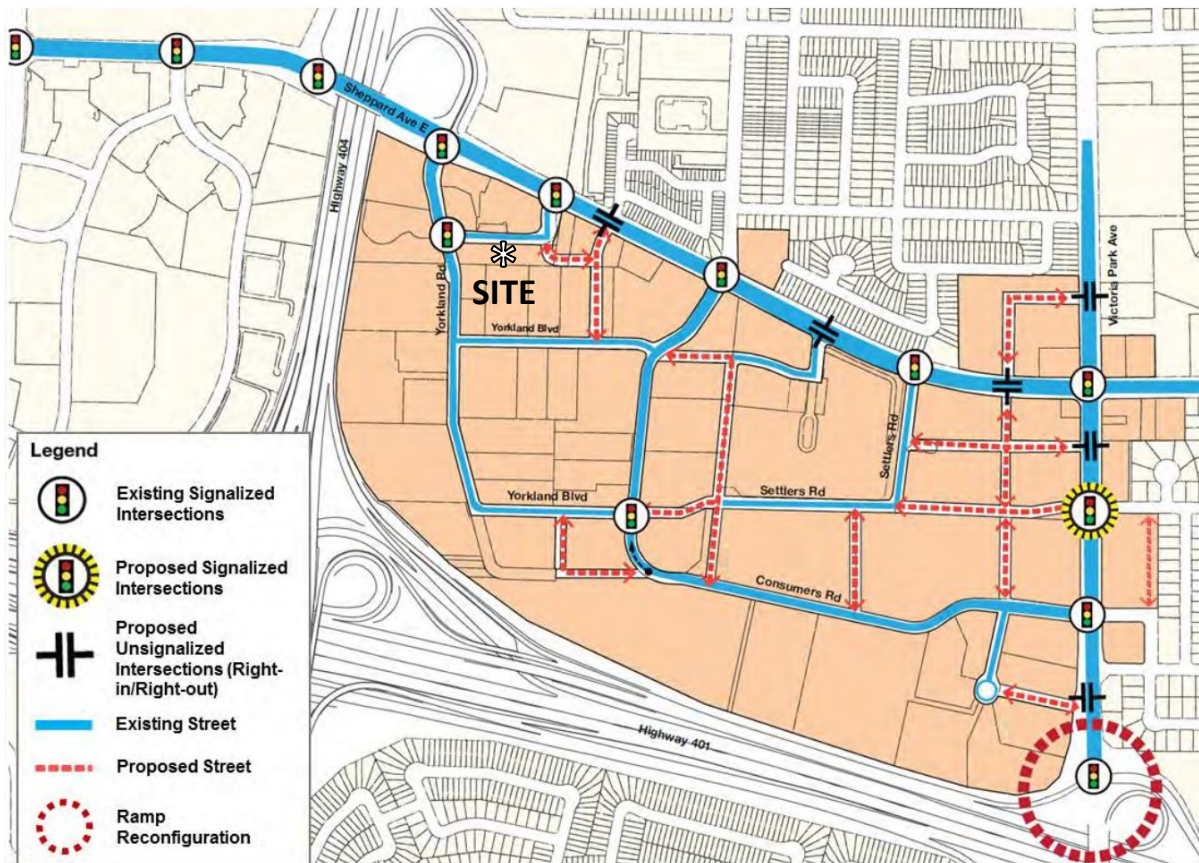 Sheppard Ave E
Highway 404
SITE
Yorkland Rd
Yorkland Blvd
Victoria Park Ave
Settlers Rd
Yorkland Blvd
Settlers Rd
Consumers Rd
Highway 401
Legend
Existing Signalized
Intersections
Proposed Signalized
Intersections
Proposed
Unsignalized
Intersections (Right-
in/Right-out)
Existing Street
Proposed Street
Ramp
Reconfiguration